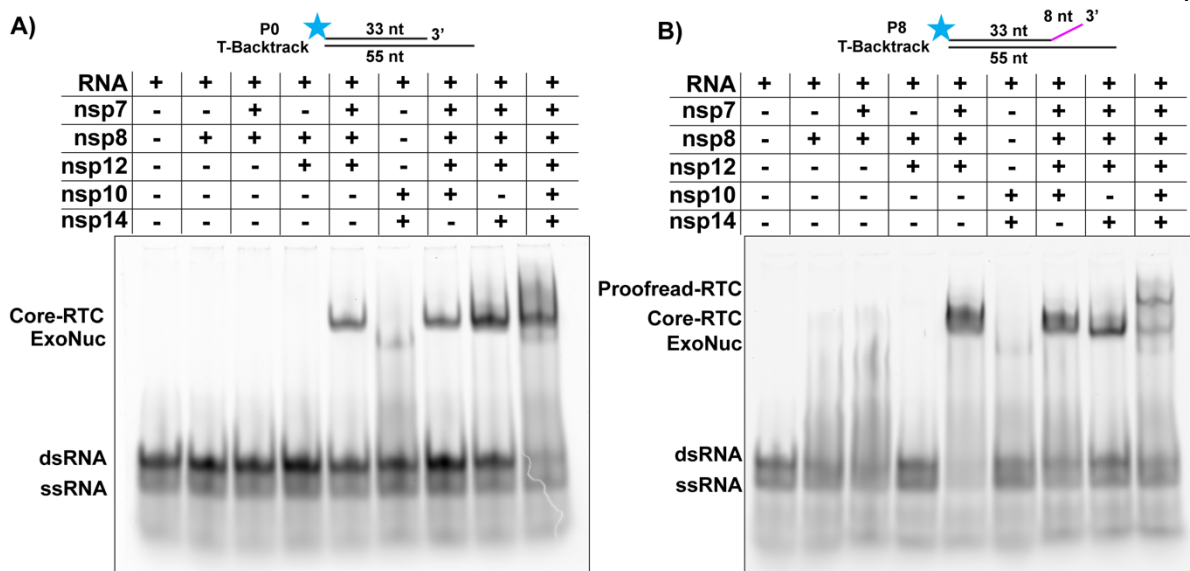 A)
P0
T-Backtrack
33 nt
3'
55 nt
RNA + + + + + + + + +
nsp7 - - + - + - + + +
nsp8 - + + + + - + + +
nsp12 - - - + + - + + +
nsp10 - - - - - + + - +
nsp14 - - - - - + - + +
Core-RTC
ExoNuc
dsRNA
ssRNA
B)
P8
T-Backtrack
33 nt
8 nt
3'
55 nt
RNA + + + + + + + + +
nsp7 - - + - + - + + +
nsp8 - + + + + - + + +
nsp12 - - - + + - + + +
nsp10 - - - - - + + - +
nsp14 - - - - - + - + +
Proofread-RTC
Core-RTC
ExoNuc
dsRNA
ssRNA